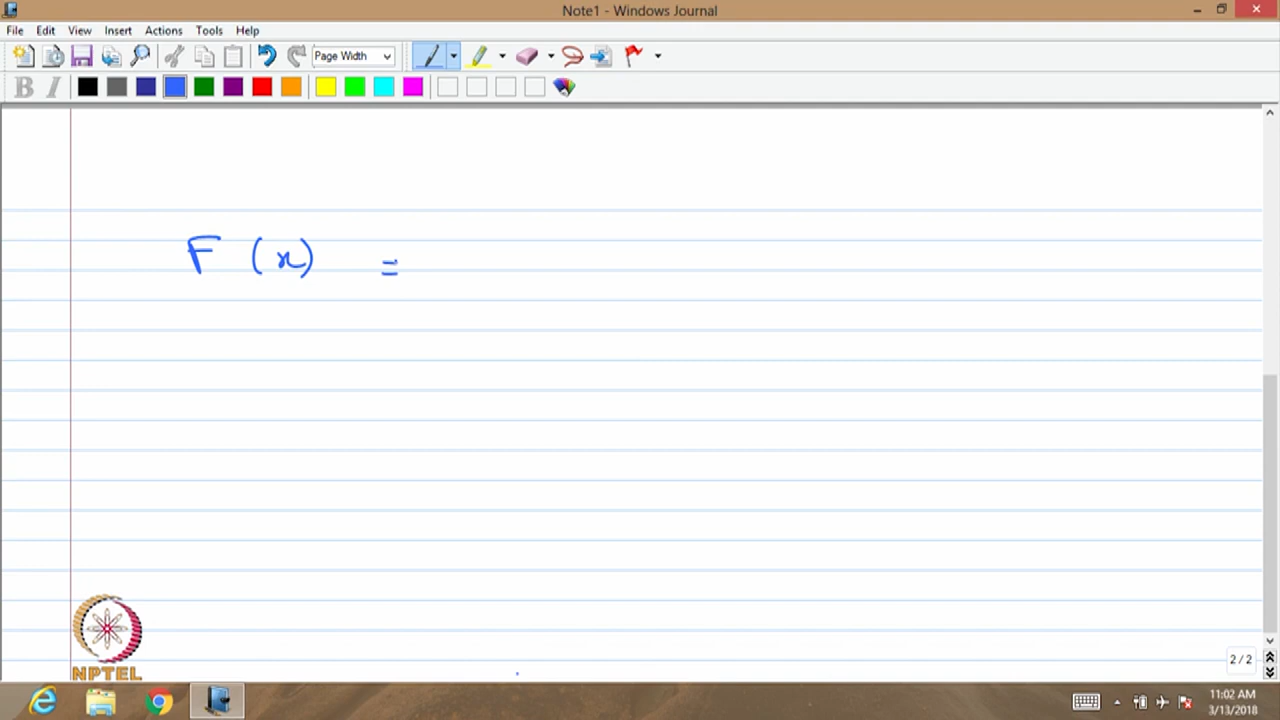 Note1 - Windows Journal
File Edit View Insert Actions Tools Help
Page Width
B I
F (x) =
NPTEL
2 / 2
11:02 AM
3/13/2018